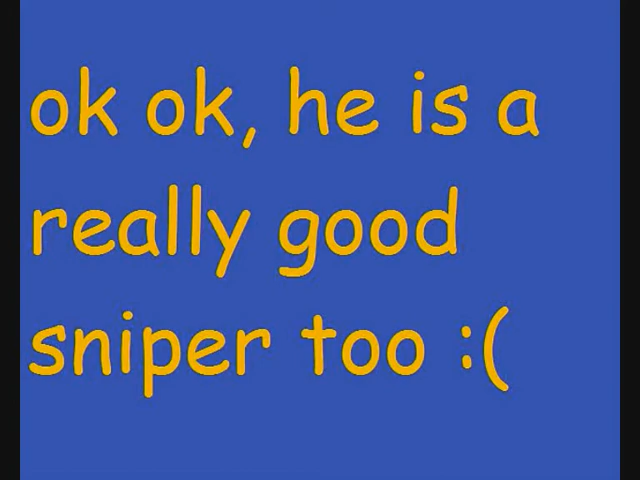 ok ok, he is a
really good
sniper too :(